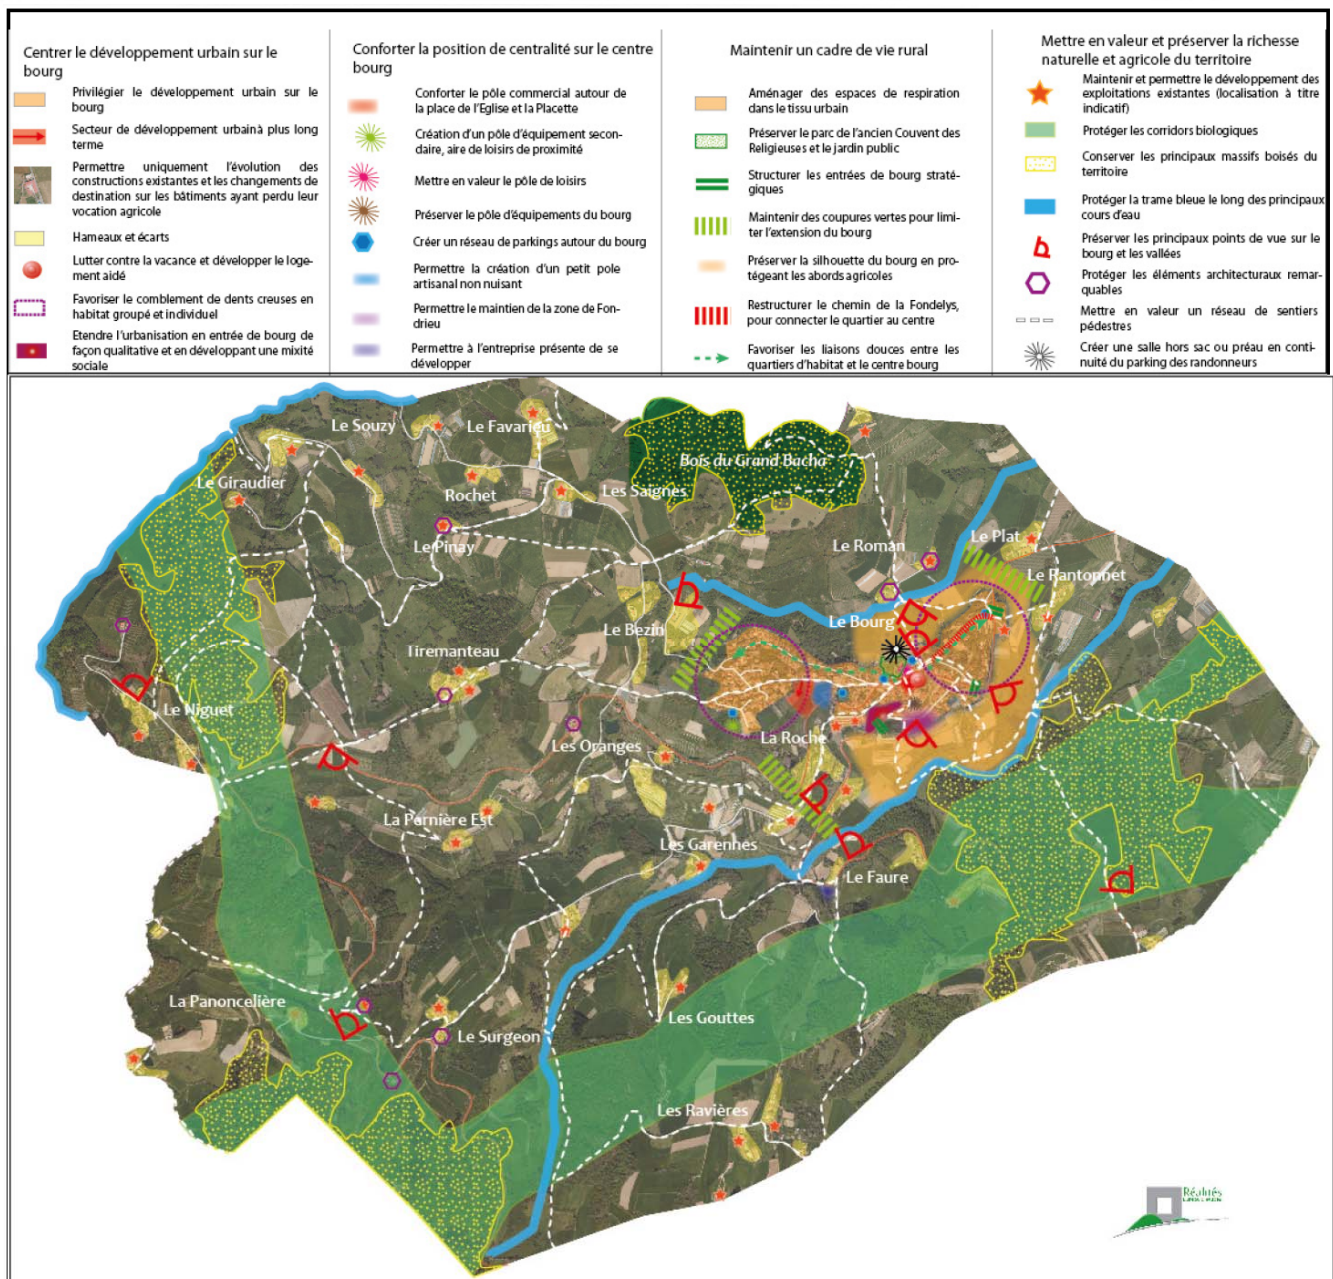 Centrer le développement urbain sur le
bourg
Privilégier le développement urbain sur le
bourg
Secteur de développement urbainà plus long
terme
Permettre uniquement l'évolution des
constructions existantes et les changements de
destination sur les bâtiments ayant perdu leur
vocation agricole
Hameaux et écarts
Lutter contre la vacance et développer le loge-
ment aidé
Favoriser le comblement de dents creuses en
habitat groupé et individuel
Etendre l'urbanisation en entrée de bourg de
façon qualitative et en développant une mixité
sociale
Conforter la position de centralité sur le centre
bourg
Conforter le pôle commercial autour de
la place de l'Eglise et la Placette
Création d'un pôle d'équipement secon-
daire, aire de loisirs de proximité
Mettre en valeur le pôle de loisirs
Préserver le pôle d'équipements du bourg
Créer un réseau de parkings autour du bourg
Permettre la création d'un petit pole
artisanal non nuisant
Permettre le maintien de la zone de Fon-
drieu
Permettre à l'entreprise présente de se
développer
Maintenir un cadre de vie rural
Aménager des espaces de respiration
dans le tissu urbain
Préserver le parc de l'ancien Couvent des
Religieuses et le jardin public
Structurer les entrées de bourg straté-
giques
Maintenir des coupures vertes pour limi-
ter l'extension du bourg
Préserver la silhouette du bourg en pro-
tégeant les abords agricoles
Restructurer le chemin de la Fondelys,
pour connecter le quartier au centre
Favoriser les liaisons douces entre les
quartiers d'habitat et le centre bourg
Mettre en valeur et préserver la richesse
naturelle et agricole du territoire
Maintenir et permettre le développement des
exploitations existantes (localisation à titre
indicatif)
Protéger les corridors biologiques
Conserver les principaux massifs boisés du
territoire
Protéger la trame bleue le long des principaux
cours d'eau
Préserver les principaux points de vue sur le
bourg et les vallées
Protéger les éléments architecturaux remar-
quables
Mettre en valeur un réseau de sentiers
pédestres
Créer une salle hors sac ou préau en conti-
nuité du parking des randonneurs
Le Souzy
Le Favarieu
Bois du Grand Bacha
Le Giraudier
Rochet
Les Saignes
Le Pinay
Le Roman
Le Plat
Le Rantonnet
Le Bezin
Le Bourg
Tiremanteau
Le Niguet
Les Oranges
La Roche
La Pernière Est
Les Garennes
Le Faure
La Panoncelière
Le Surgeon
Les Gouttes
Les Ravières
Réalités